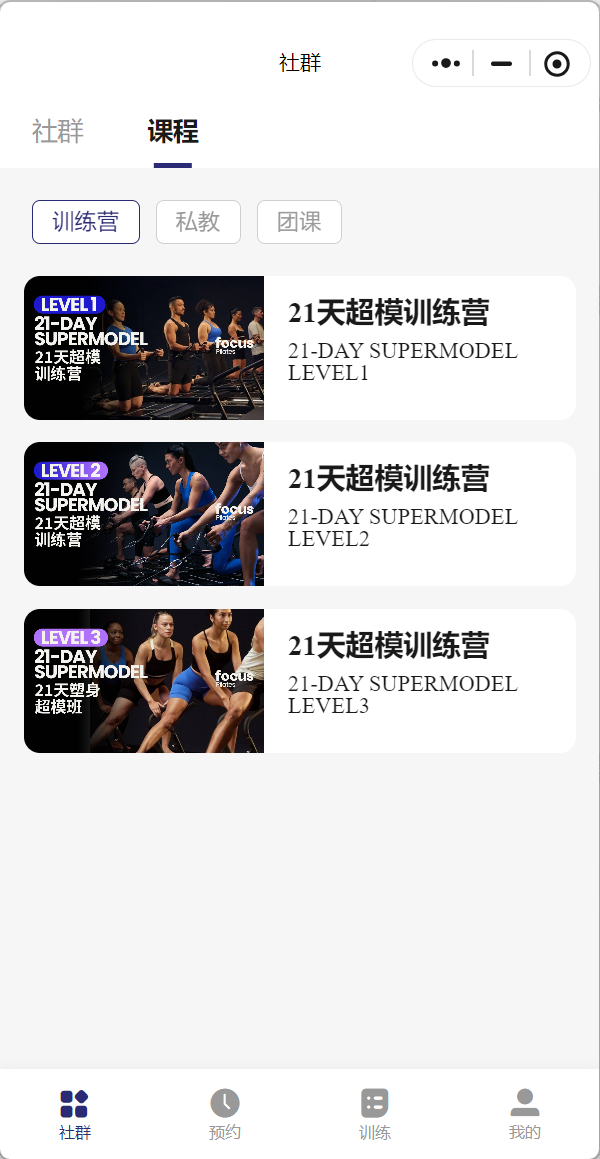 社群
社群
课程
训练营
私教
团课
LEVEL 1
21-DAY
SUPERMODEL
21天超模
训练营
focus
Pilates
21天超模训练营
21-DAY SUPERMODEL
LEVEL1
LEVEL 2
21-DAY
SUPERMODEL
21天超模
训练营
focus
Pilates
21天超模训练营
21-DAY SUPERMODEL
LEVEL2
LEVEL 3
21-DAY
SUPERMODEL
21天塑身
超模班
focus
Pilates
21天超模训练营
21-DAY SUPERMODEL
LEVEL3
社群
预约
训练
我的